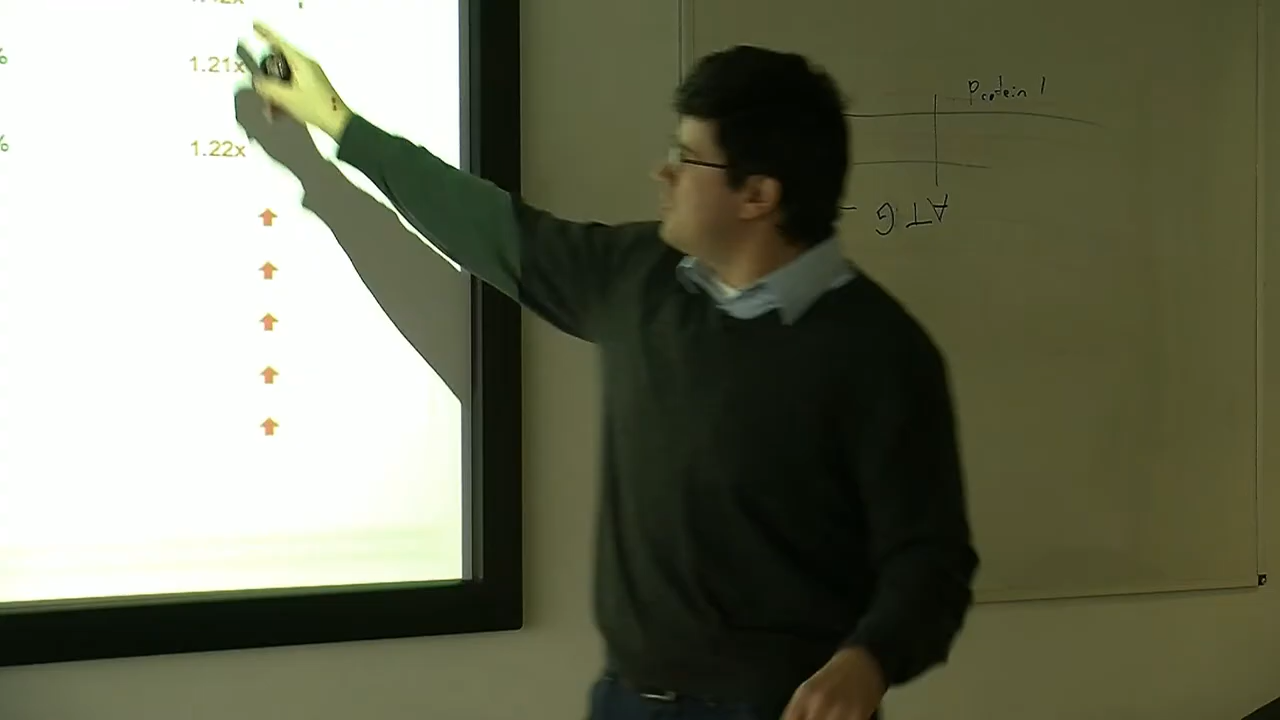 %
1.21x
%
1.22x
Protein 1
ATG